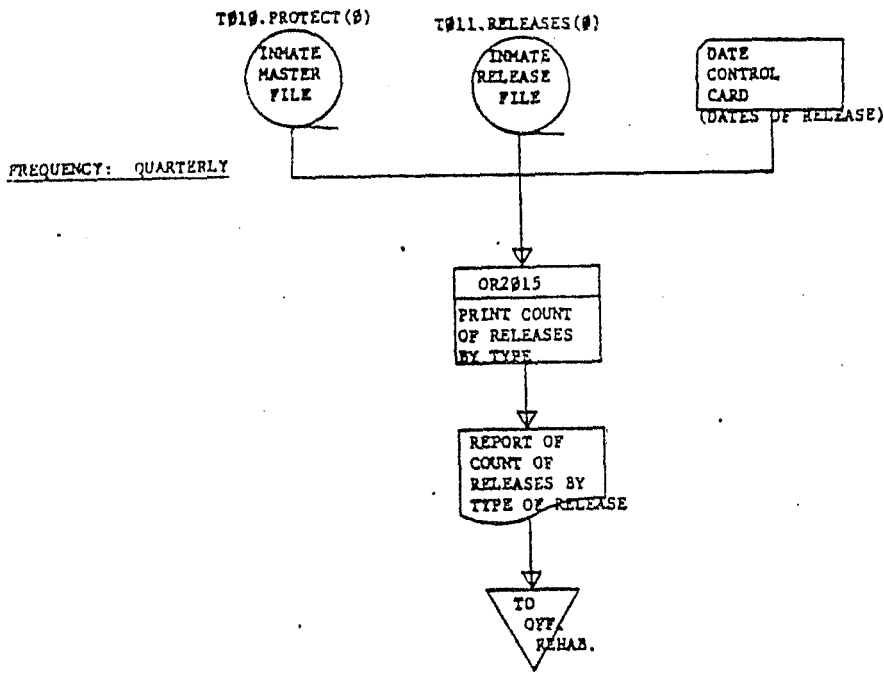 TØ10.PROTECT(Ø)
INMATE
MASTER
FILE
TØ11.RELEASES(Ø)
INMATE
RELEASE
FILE
DATE
CONTROL
CARD
(DATES OF RELEASE)
FREQUENCY: QUARTERLY
OR2Ø15
PRINT COUNT
OF RELEASES
BY TYPE
REPORT OF
COUNT OF
RELEASES BY
TYPE OF RELEASE
TO
OFF.
REHAB.